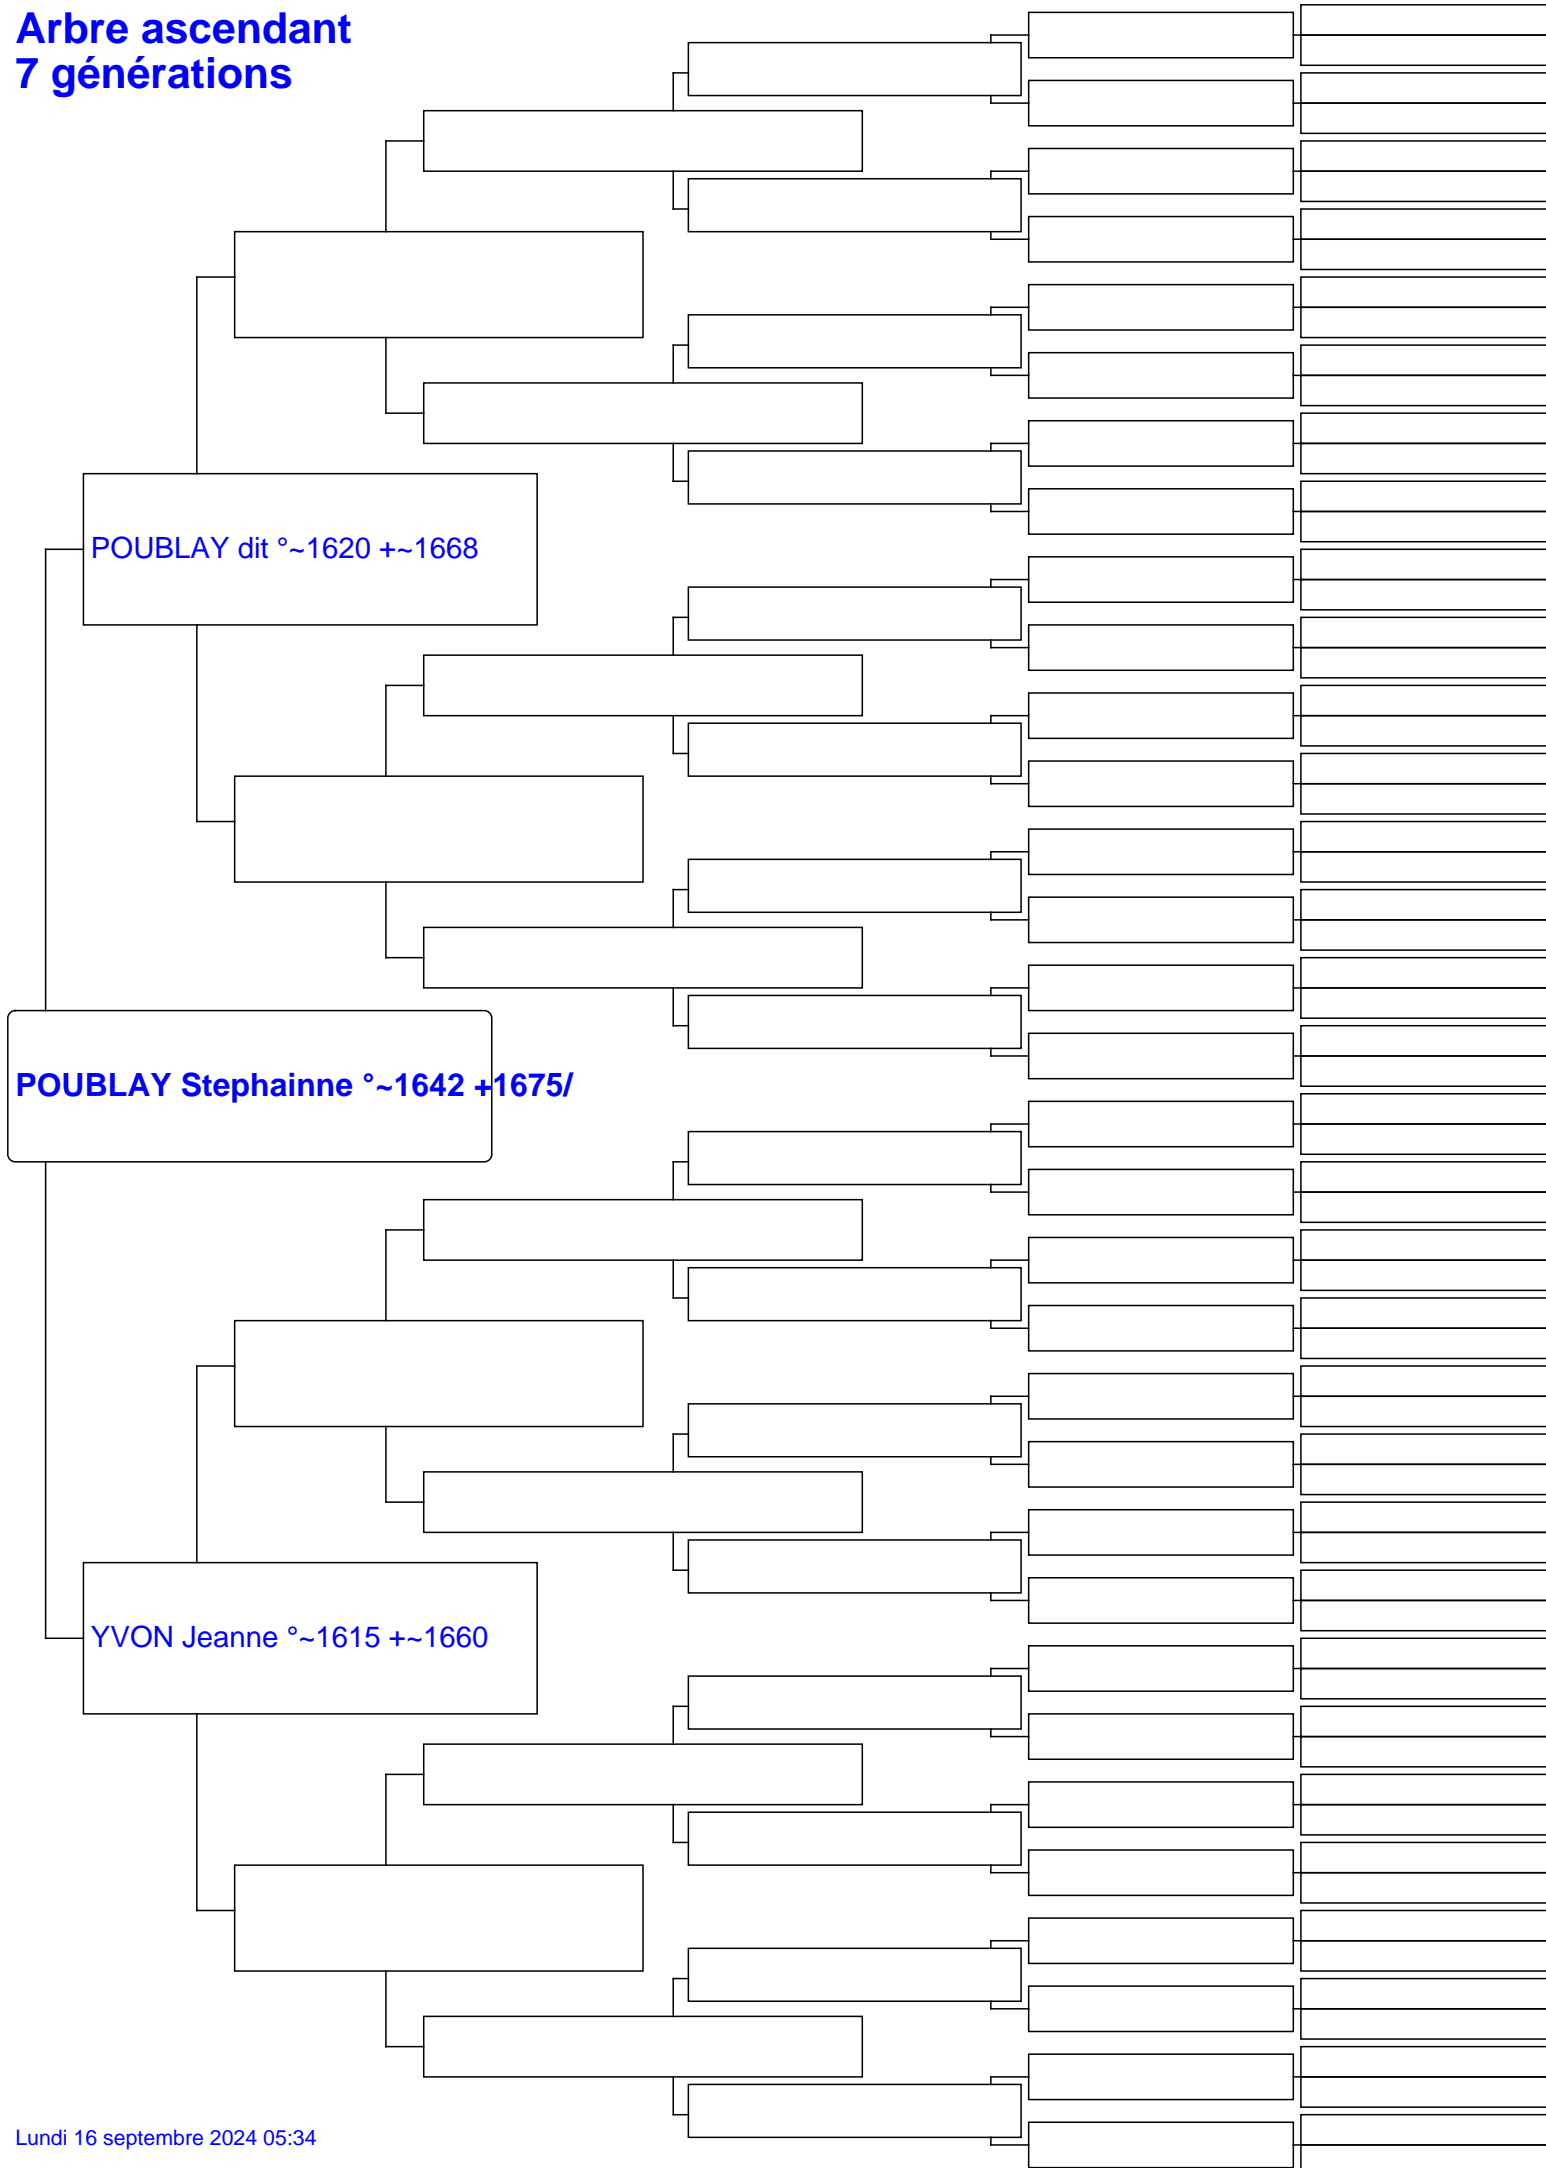 Arbre ascendant
7 générations
POUBLAY dit °~1620 +~1668
POUBLAY Stephainne °~1642 +1675/
YVON Jeanne °~1615 +~1660
Lundi 16 septembre 2024 05:34